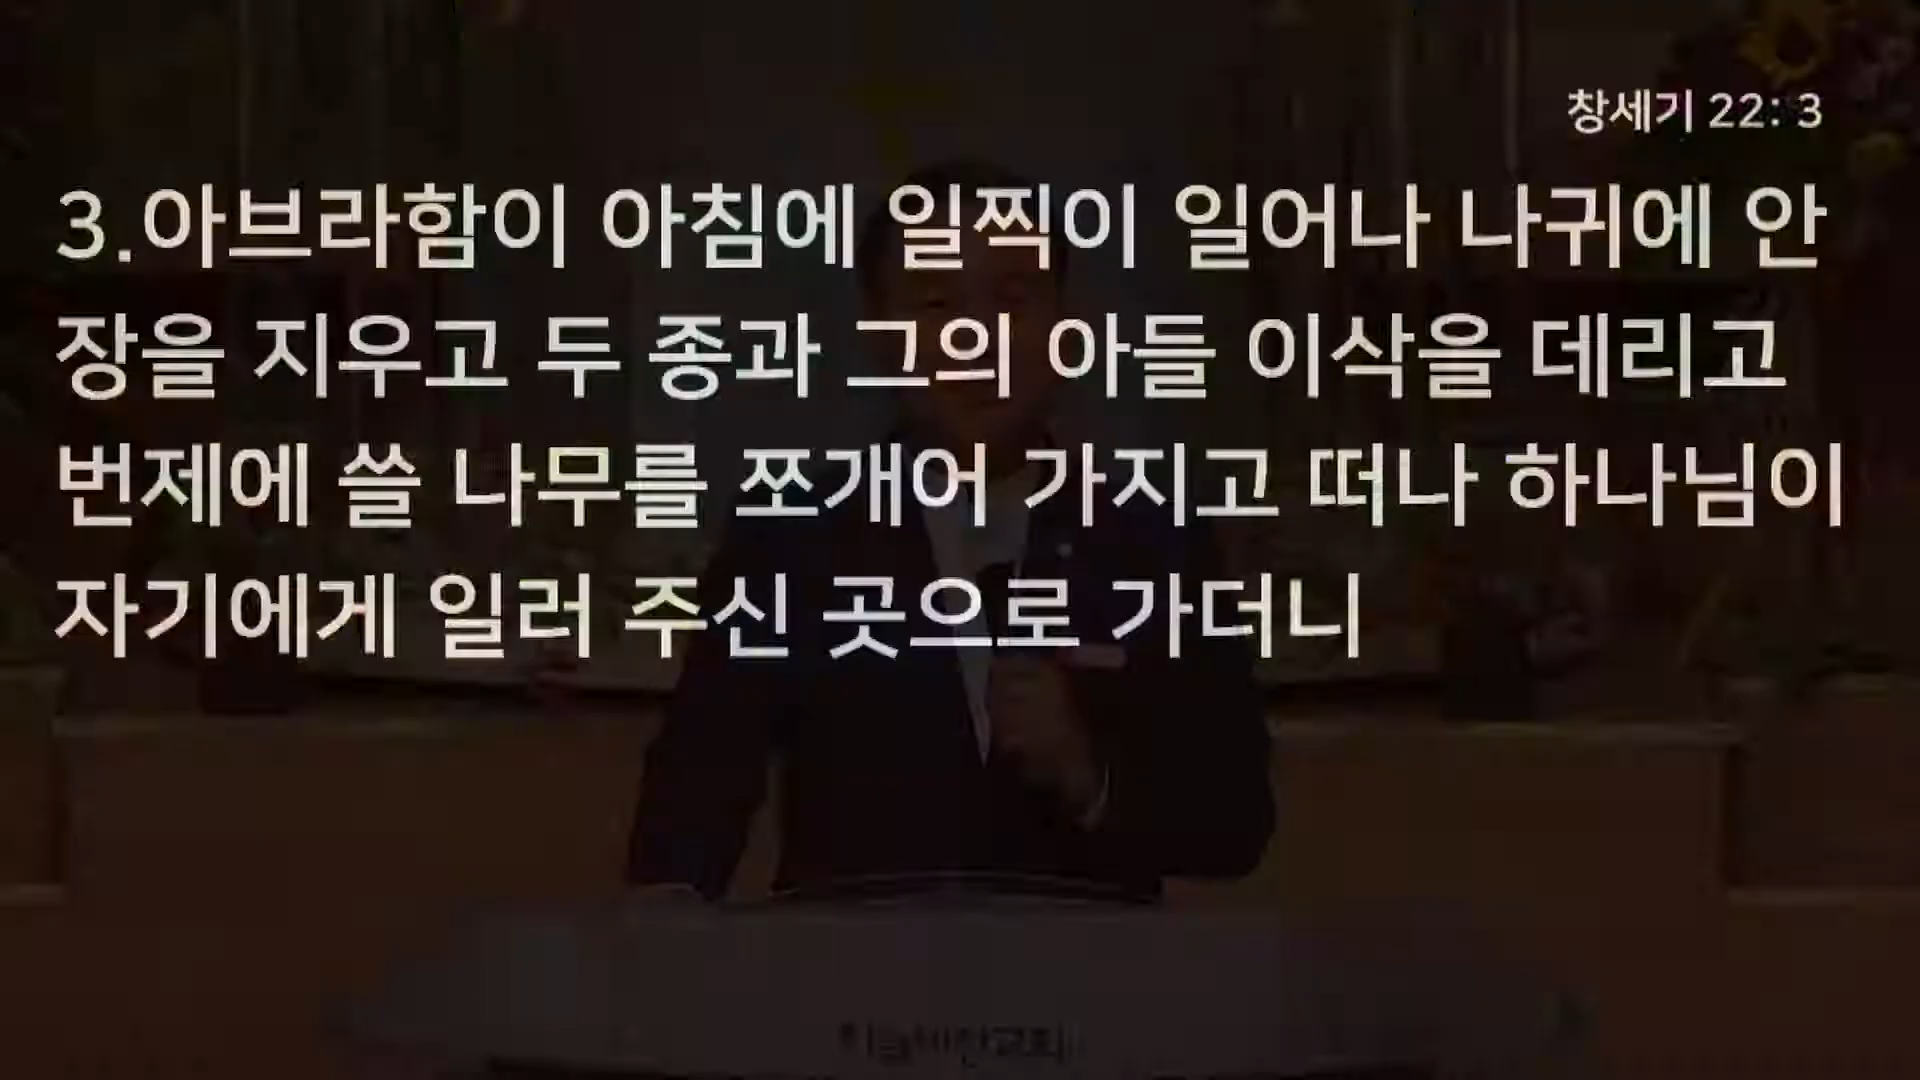 창세기 22: 3
3.아브라함이 아침에 일찍이 일어나 나귀에 안
장을 지우고 두 종과 그의 아들 이삭을 데리고
번제에 쓸 나무를 쪼개어 가지고 떠나 하나님이
자기에게 일러 주신 곳으로 가더니